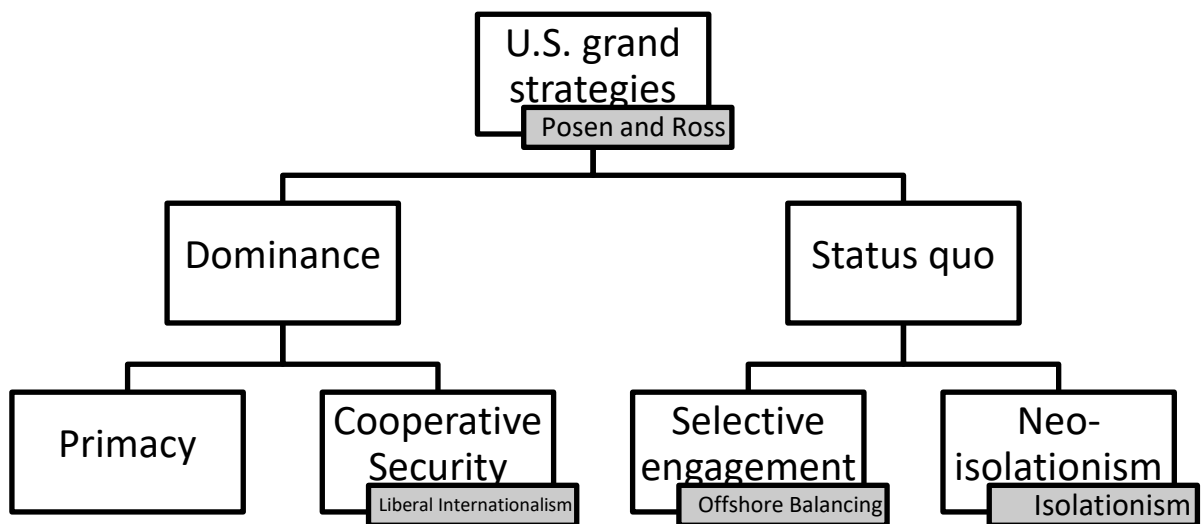 U.S. grand
strategies
Posen and Ross
Dominance
Status quo
Primacy
Cooperative
Security
Liberal Internationalism
Selective
engagement
Offshore Balancing
Neo-
isolationism
Isolationism